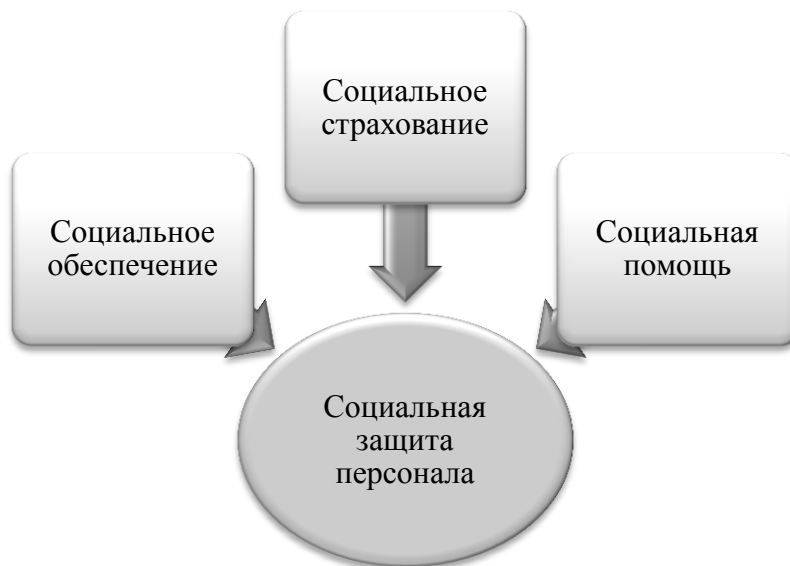 Социальное
страхование
Социальное
обеспечение
Социальная
помощь
Социальная
защита
персонала